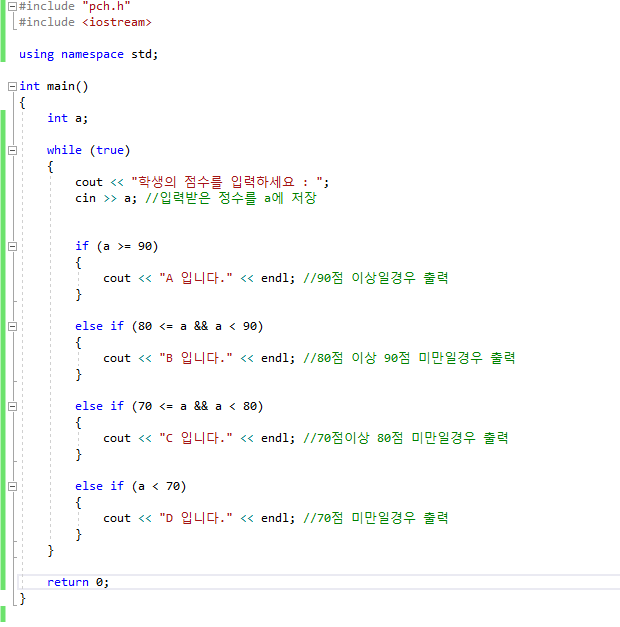 #include "pch.h"
#include <iostream>
using namespace std;
int main()
{
int a;
while (true)
{
cout << "학생의 점수를 입력하세요 : ";
cin >> a; //입력받은 정수를 a에 저장
if (a >= 90)
{
cout << "A 입니다." << endl; //90점 이상일경우 출력
}
else if (80 <= a && a < 90)
{
cout << "B 입니다." << endl; //80점 이상 90점 미만일경우 출력
}
else if (70 <= a && a < 80)
{
cout << "C 입니다." << endl; //70점이상 80점 미만일경우 출력
}
else if (a < 70)
{
cout << "D 입니다." << endl; //70점 미만일경우 출력
}
}
return 0;
}